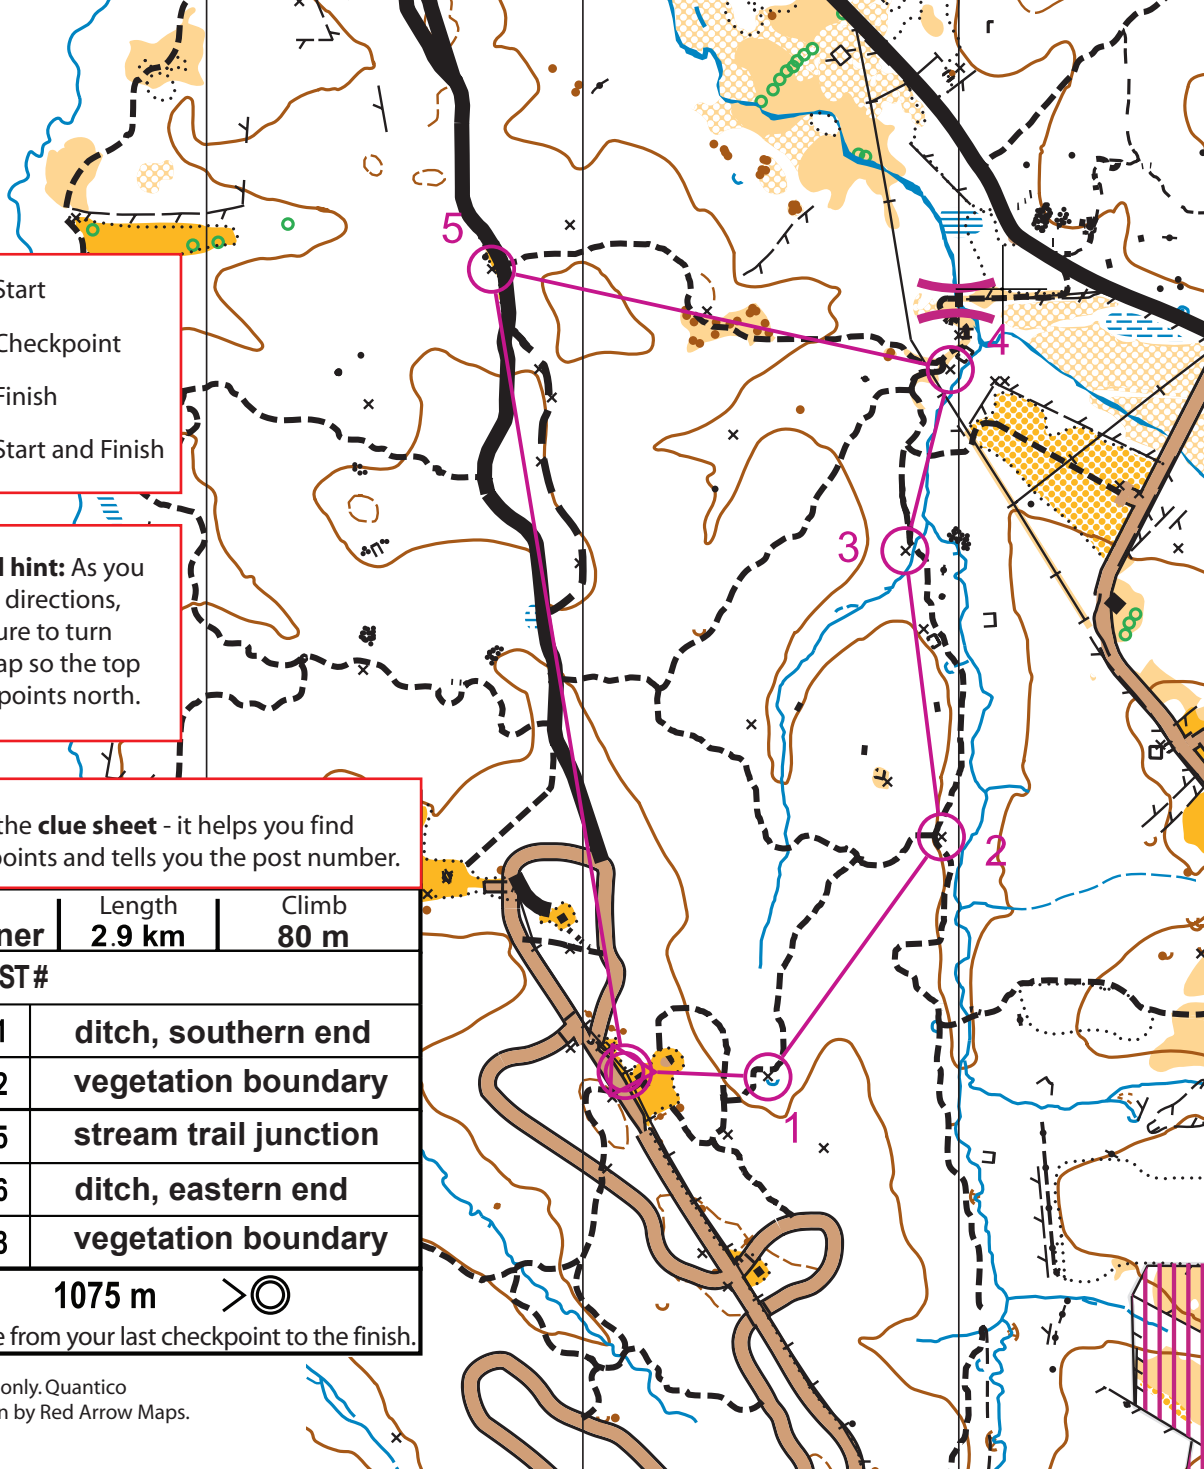 Start
Checkpoint
Finish
Start and Finish
hint: As you
directions,
to turn
so the top
points north.
the clue sheet - it helps you find
points and tells you the post number.
Length
Climb
2.9 km
80 m
#
ditch, southern end
vegetation boundary
stream trail junction
ditch, eastern end
vegetation boundary
1075 m
from your last checkpoint to the finish.
only. Quantico
by Red Arrow Maps.
5
4
3
2
1